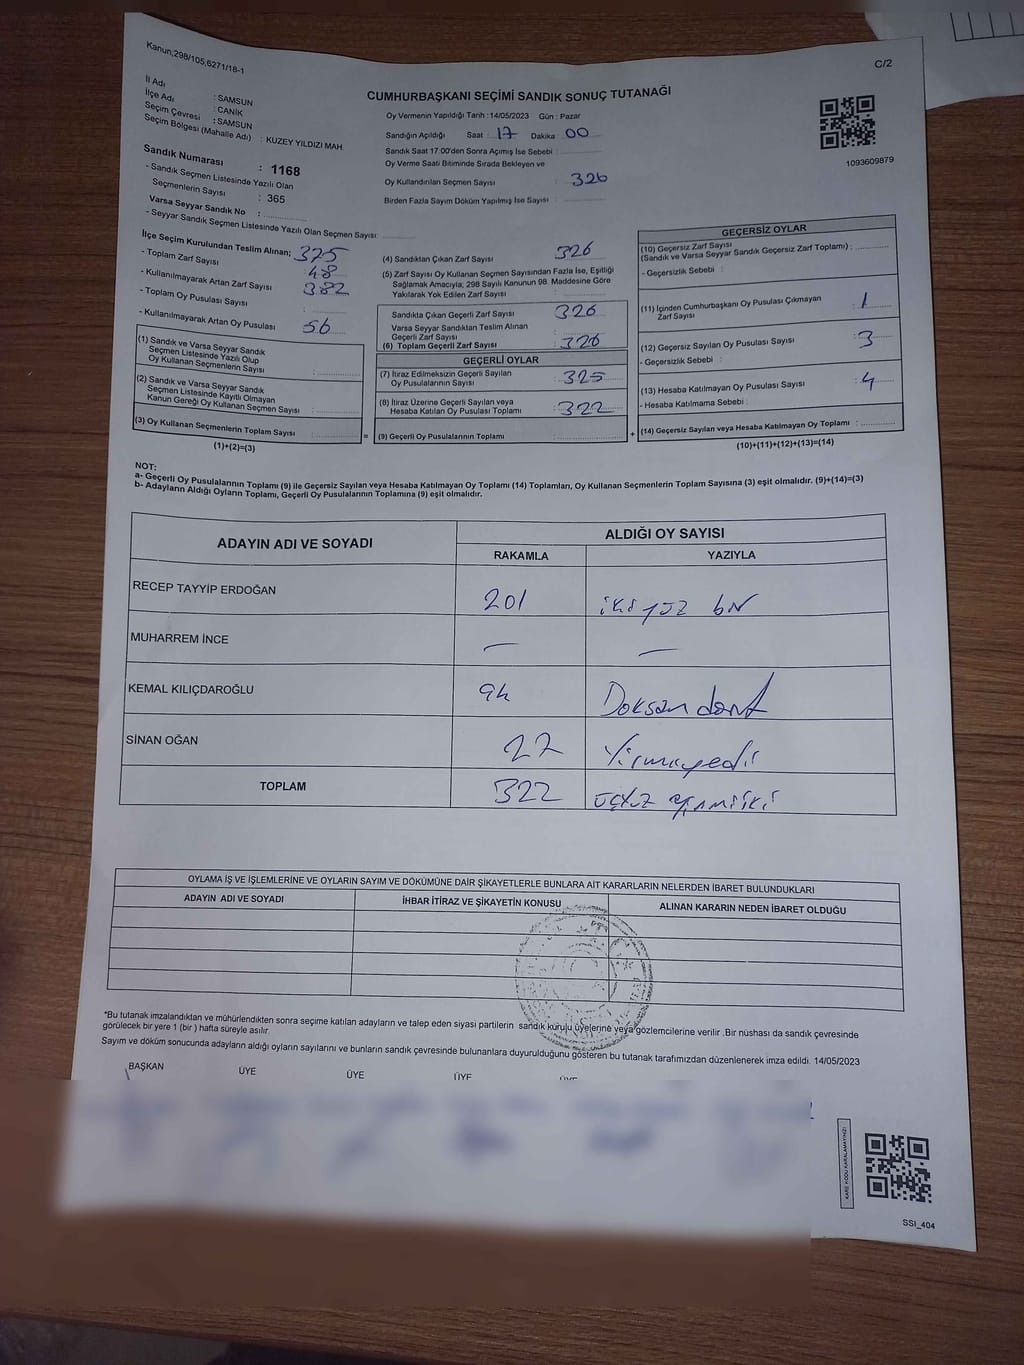 Kanun;298/105,6271/18-1
C/2
İl Adı : SAMSUN
İlçe Adı : CANİK
Seçim Çevresi : SAMSUN
Seçim Bölgesi (Mahalle Adı) : KUZEY YILDIZI MAH.
Sandık Numarası : 1168
- Sandık Seçmen Listesinde Yazılı Olan
Seçmenlerin Sayısı : 365
Varsa Seyyar Sandık No :
- Seyyar Sandık Seçmen Listesinde Yazılı Olan Seçmen Sayısı:
CUMHURBAŞKANI SEÇİMİ SANDIK SONUÇ TUTANAĞI
Oy Vermenin Yapıldığı Tarih : 14/05/2023 Gün : Pazar
Sandığın Açıldığı Saat : 17 Dakika : 00
Sandık Saat 17.00'den Sonra Açılmış İse Sebebi :
Oy Verme Saati Bitiminde Sırada Bekleyen ve
Oy Kullandırılan Seçmen Sayısı : 326
Birden Fazla Sayım Döküm Yapılmış İse Sayısı :
1093609879
İlçe Seçim Kurulundan Teslim Alınan;
- Toplam Zarf Sayısı : 375
- Kullanılmayarak Artan Zarf Sayısı : 48
- Toplam Oy Pusulası Sayısı : 382
- Kullanılmayarak Artan Oy Pusulası : 56
(1) Sandık ve Varsa Seyyar Sandık
Seçmen Listesinde Yazılı Olup
Oy Kullanan Seçmenlerin Sayısı :
(2) Sandık ve Varsa Seyyar Sandık
Seçmen Listesinde Kayıtlı Olmayan
Kanun Gereği Oy Kullanan Seçmen Sayısı :
(3) Oy Kullanan Seçmenlerin Toplam Sayısı :
(1)+(2)=(3)
=
(4) Sandıktan Çıkan Zarf Sayısı : 326
(5) Zarf Sayısı Oy Kullanan Seçmen Sayısından Fazla İse, Eşitliği
Sağlamak Amacıyla; 298 Sayılı Kanunun 98. Maddesine Göre
Yakılarak Yok Edilen Zarf Sayısı :
Sandıkta Çıkan Geçerli Zarf Sayısı : 326
Varsa Seyyar Sandıktan Teslim Alınan
Geçerli Zarf Sayısı :
(6) Toplam Geçerli Zarf Sayısı : 326
GEÇERLİ OYLAR
(7) İtiraz Edilmeksizin Geçerli Sayılan
Oy Pusulalarının Sayısı : 325
(8) İtiraz Üzerine Geçerli Sayılan veya
Hesaba Katılan Oy Pusulası Toplamı : 322
(9) Geçerli Oy Pusulalarının Toplamı :
+
GEÇERSİZ OYLAR
(10) Geçersiz Zarf Sayısı
(Sandık ve Varsa Seyyar Sandık Geçersiz Zarf Toplamı) :
- Geçersizlik Sebebi :
(11) İçinden Cumhurbaşkanı Oy Pusulası Çıkmayan
Zarf Sayısı : 1
(12) Geçersiz Sayılan Oy Pusulası Sayısı : 3
- Geçersizlik Sebebi :
(13) Hesaba Katılmayan Oy Pusulası Sayısı : 4
- Hesaba Katılmama Sebebi :
(14) Geçersiz Sayılan veya Hesaba Katılmayan Oy Toplamı :
(10)+(11)+(12)+(13)=(14)
NOT:
a- Geçerli Oy Pusulalarının Toplamı (9) ile Geçersiz Sayılan veya Hesaba Katılmayan Oy Toplamı (14) Toplamları, Oy Kullanan Seçmenlerin Toplam Sayısına (3) eşit olmalıdır. (9)+(14)=(3)
b- Adayların Aldığı Oyların Toplamı, Geçerli Oy Pusulalarının Toplamına (9) eşit olmalıdır.
ADAYIN ADI VE SOYADI
ALDIĞI OY SAYISI
RAKAMLA YAZIYLA
RECEP TAYYİP ERDOĞAN 201 ikiyüz bir
MUHARREM İNCE — —
KEMAL KILIÇDAROĞLU 94 Doksan dört
SİNAN OĞAN 27 Yirmiyedi
TOPLAM 322 üçyüz yirmiiki
OYLAMA İŞ VE İŞLEMLERİNE VE OYLARIN SAYIM VE DÖKÜMÜNE DAİR ŞİKAYETLERLE BUNLARA AİT KARARLARIN NELERDEN İBARET BULUNDUKLARI
ADAYIN ADI VE SOYADI İHBAR İTİRAZ VE ŞİKAYETİN KONUSU ALINAN KARARIN NEDEN İBARET OLDUĞU
*Bu tutanak imzalandıktan ve mühürlendikten sonra seçime katılan adayların ve talep eden siyasi partilerin sandık kurulu üyelerine veya gözlemcilerine verilir .Bir nüshası da sandık çevresinde
görülecek bir yere 1 (bir ) hafta süreyle asılır.
Sayım ve döküm sonucunda adayların aldığı oyların sayılarını ve bunların sandık çevresinde bulunanlara duyurulduğunu gösteren bu tutanak tarafımızdan düzenlenerek imza edildi. 14/05/2023
BAŞKAN ÜYE ÜYE ÜYE ÜYE
KARE KODU KARALAMAYINIZ!
SSI_404